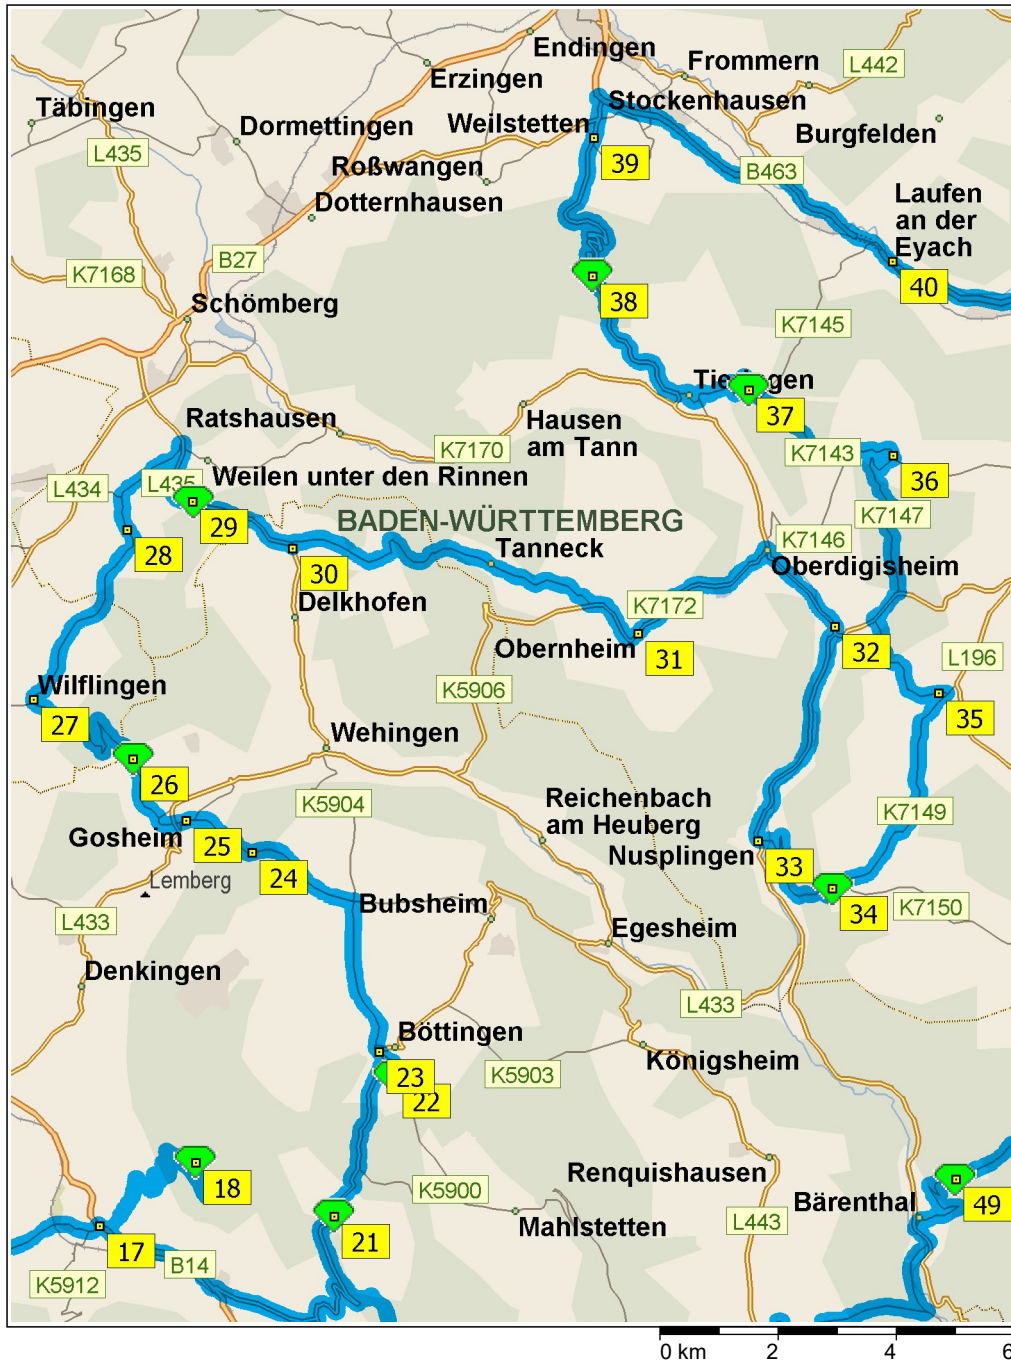 Endingen
Frommern
L442
Erzingen
Täbingen
Stockenhausen
Dormettingen
Weilstetten
Burgfelden
L435
Roßwangen
39
B463
Dotternhausen
Laufen
an der
Eyach
B27
K7168
40
Schömberg
38
K7145
Tie
gen
37
Ratshausen
Hausen
am Tann
K7170
K7143
36
L434
L435
Weilen unter den Rinnen
K7147
29
BADEN-WÜRTTEMBERG
28
Tanneck
K7146
30
Oberdigisheim
Delkhofen
K7172
Obernheim
31
32
L196
Wilflingen
K5906
35
27
Wehingen
26
K5904
Reichenbach
am Heuberg
K7149
Gosheim
25
Nusplingen
33
24
Lemberg
Bubsheim
34
K7150
L433
Egesheim
Denkingen
L433
Böttingen
Königsheim
23
K5903
22
Renquishausen
18
K5900
49
Bärenthal
Mahlstetten
L443
17
21
B14
K5912
0 km
2
4
6